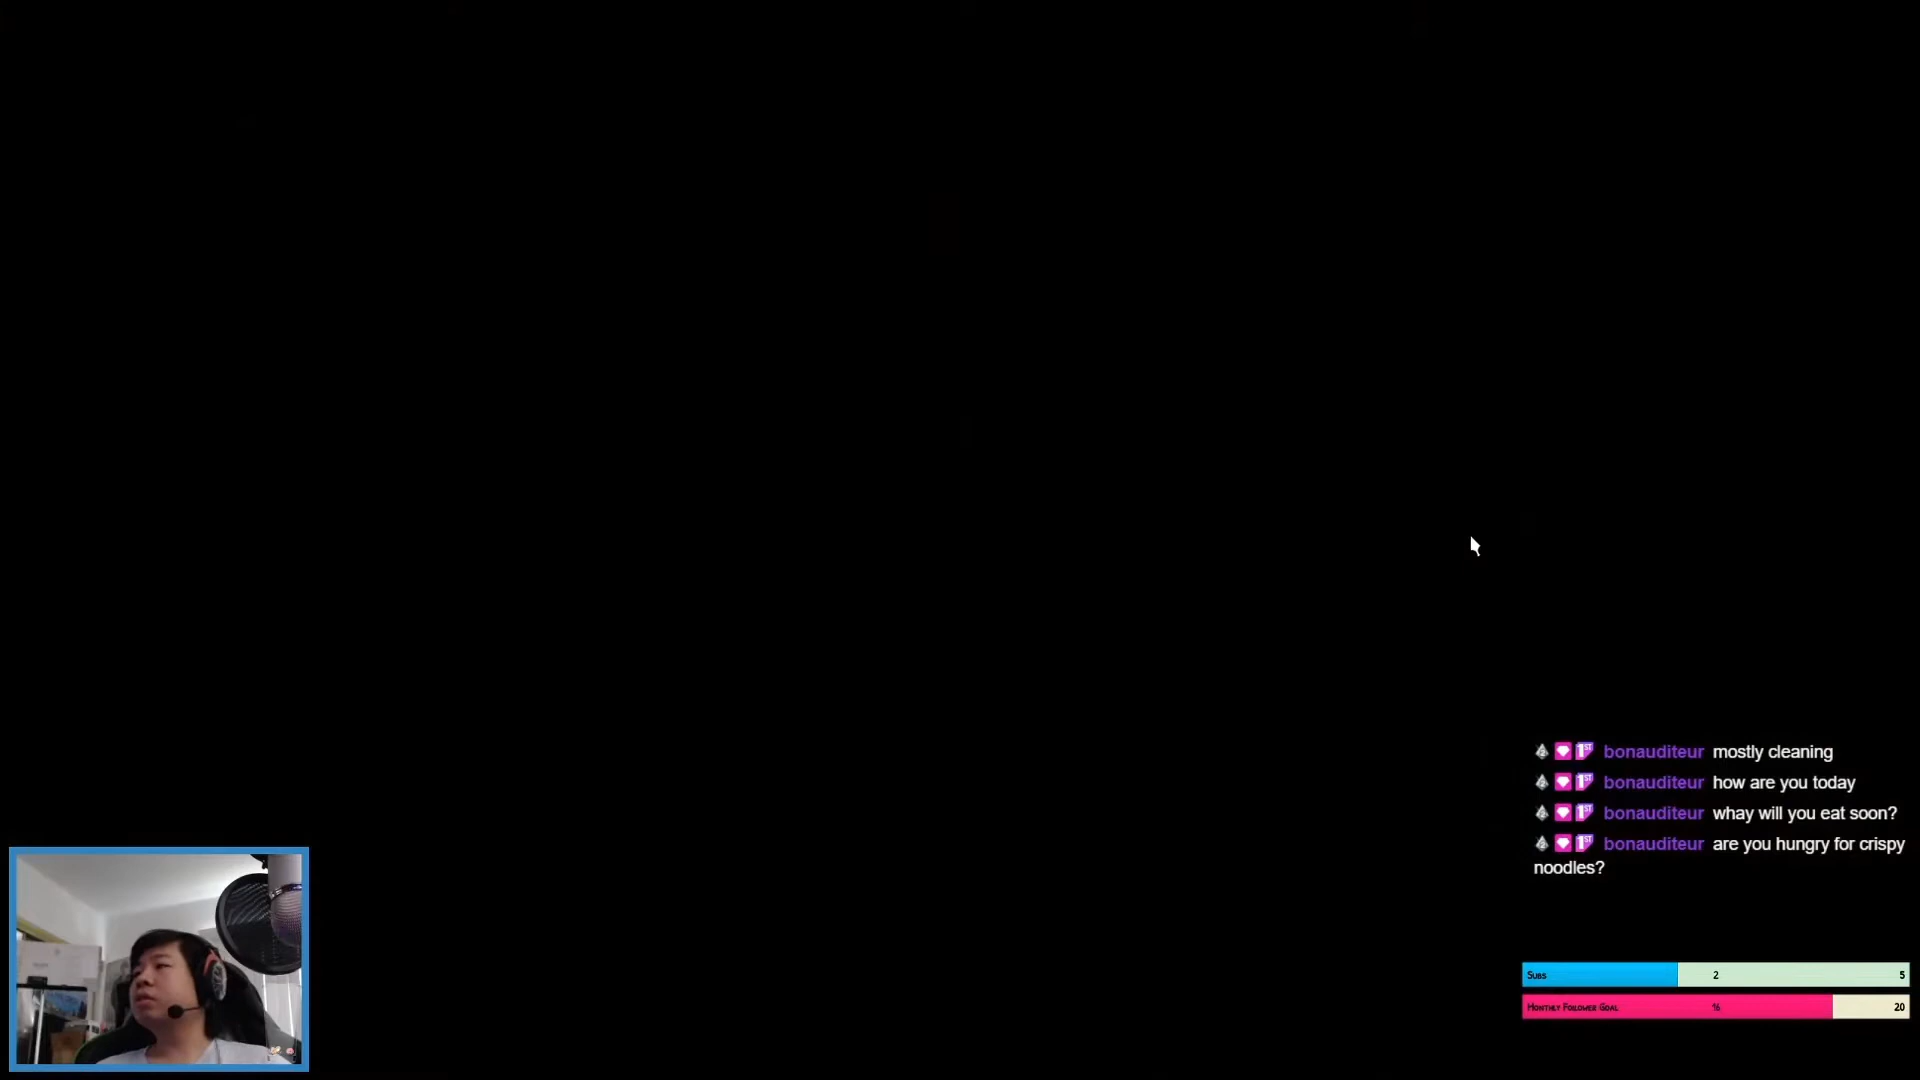 bonauditeur mostly cleaning
bonauditeur how are you today
bonauditeur whay will you eat soon?
bonauditeur are you hungry for crispy
noodles?
Subs 2 5
Monthly Follower Goal 16 20